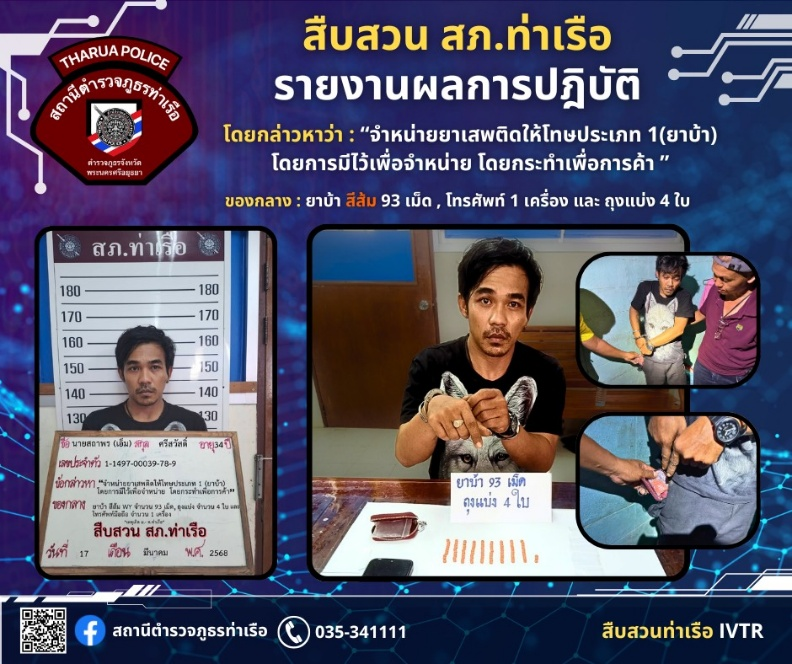 สืบสวน สภ.ท่าเรือ
รายงานผลการปฎิบัติ
THARUA POLICE
สถานีตำรวจภูธรท่าเรือ
ตำรวจภูธรจังหวัด
พระนครศรีอยุธยา
โดยกล่าวหาว่า : “จำหน่ายยาเสพติดให้โทษประเภท 1(ยาบ้า)
โดยการมีไว้เพื่อจำหน่าย โดยกระทำเพื่อการค้า ”
ของกลาง : ยาบ้า สีส้ม 93 เม็ด , โทรศัพท์ 1 เครื่อง และ ถุงแบ่ง 4 ใบ
สภ.ท่าเรือ
180 180
170 170
160 160
150 150
140 140
130 130
ชื่อ นายสถาพร (เอ็ม) สกุล ศรีสวัสดิ์ อายุ 34 ปี
เลขประจำตัว 1-1497-00039-78-9
ข้อกล่าวหา "จำหน่ายยาเสพติดให้โทษประเภท 1 (ยาบ้า)
โดยการมีไว้เพื่อจำหน่าย โดยกระทำเพื่อการค้า"
ของกลาง ยาบ้า สีส้ม WY จำนวน 93 เม็ด, ถุงแบ่ง จำนวน 4 ใบ และ
โทรศัพท์มือถือ จำนวน 1 เครื่อง
สืบสวน สภ.ท่าเรือ
วันที่ 17 เดือน มีนาคม พ.ศ. 2568
ยาบ้า 93 เม็ด
ถุงแบ่ง 4 ใบ
สถานีตำรวจภูธรท่าเรือ
035-341111
สืบสวนท่าเรือ IVTR